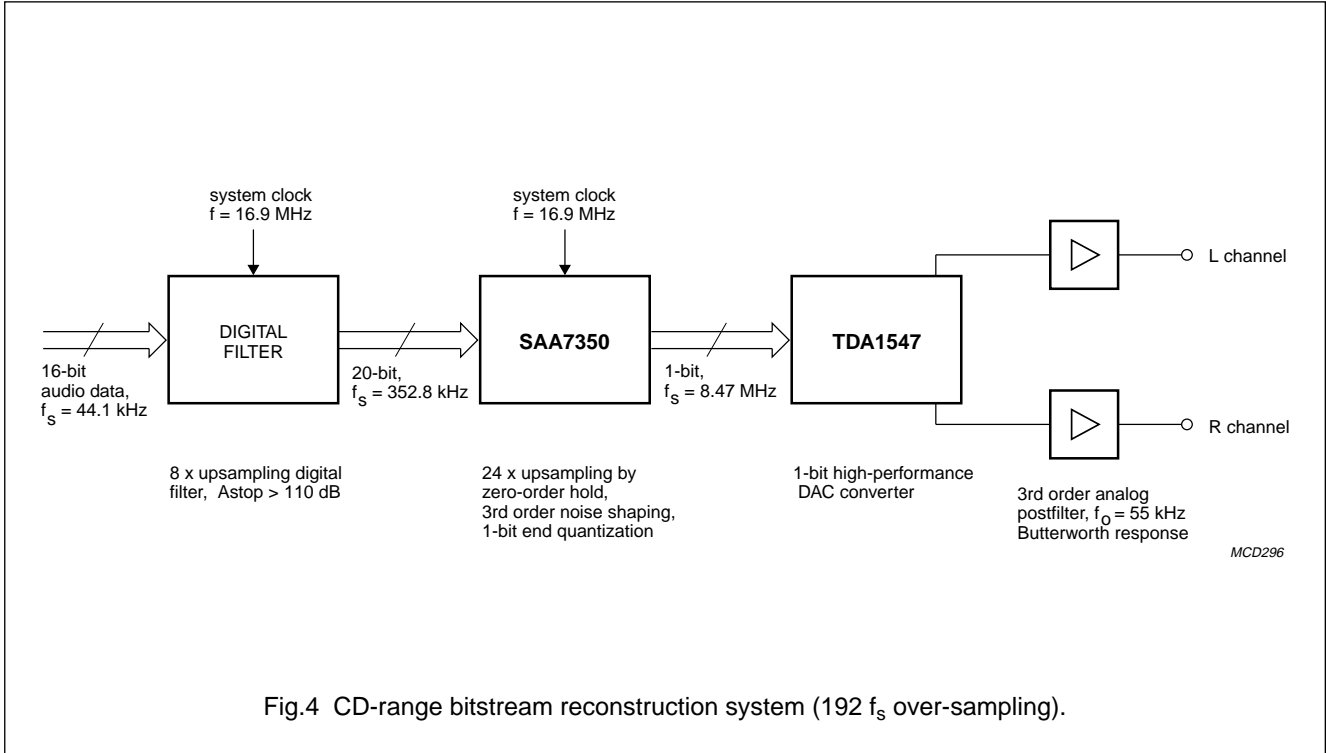 system clock
f = 16.9 MHz
system clock
f = 16.9 MHz
L channel
DIGITAL
FILTER
SAA7350
TDA1547
16-bit
audio data,
fs = 44.1 kHz
20-bit,
fs = 352.8 kHz
1-bit,
fs = 8.47 MHz
R channel
8 x upsampling digital
filter, Astop > 110 dB
24 x upsampling by
zero-order hold,
3rd order noise shaping,
1-bit end quantization
1-bit high-performance
DAC converter
3rd order analog
postfilter, fo = 55 kHz
Butterworth response
MCD296
Fig.4 CD-range bitstream reconstruction system (192 fs over-sampling).